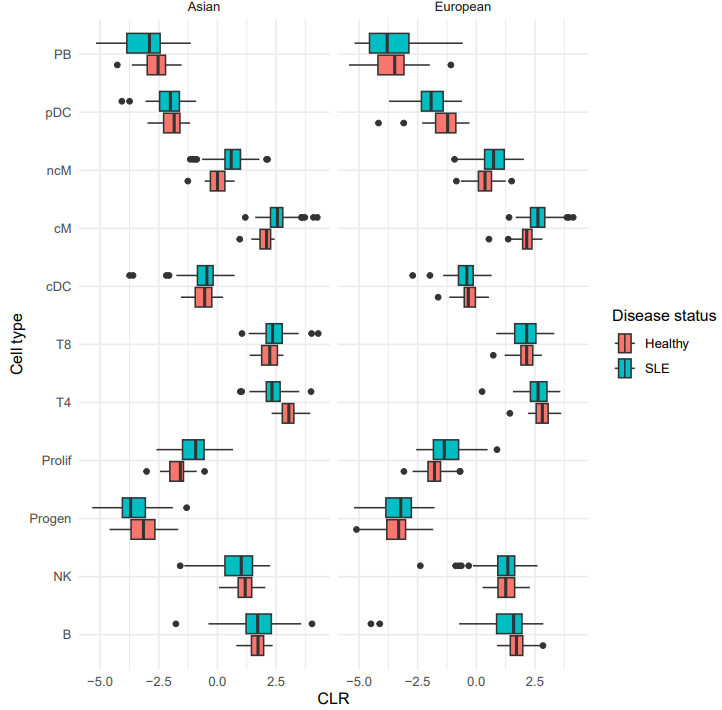 Asian European
PB
pDC
ncM
cM
cDC
T8
T4
Prolif
Progen
NK
B
Cell type
−5.0 −2.5 0.0 2.5 −5.0 −2.5 0.0 2.5
CLR
Disease status
Healthy
SLE